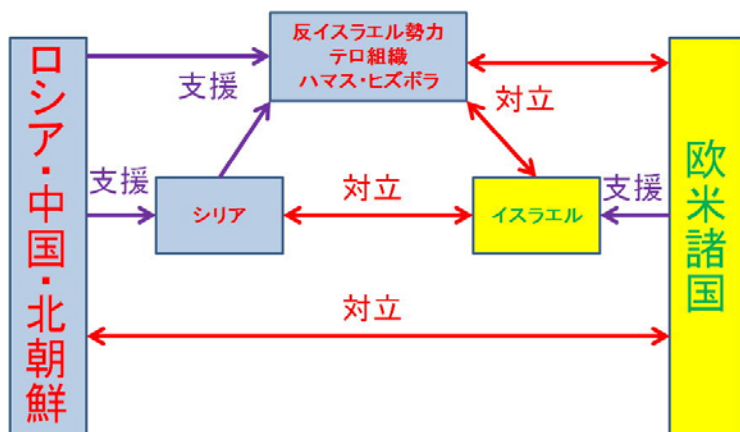 反イスラエル勢力
テロ組織
ハマス・ヒズボラ
ロシア・中国・北朝鮮
支援
対立
欧米諸国
支援
シリア
対立
イスラエル
支援
対立